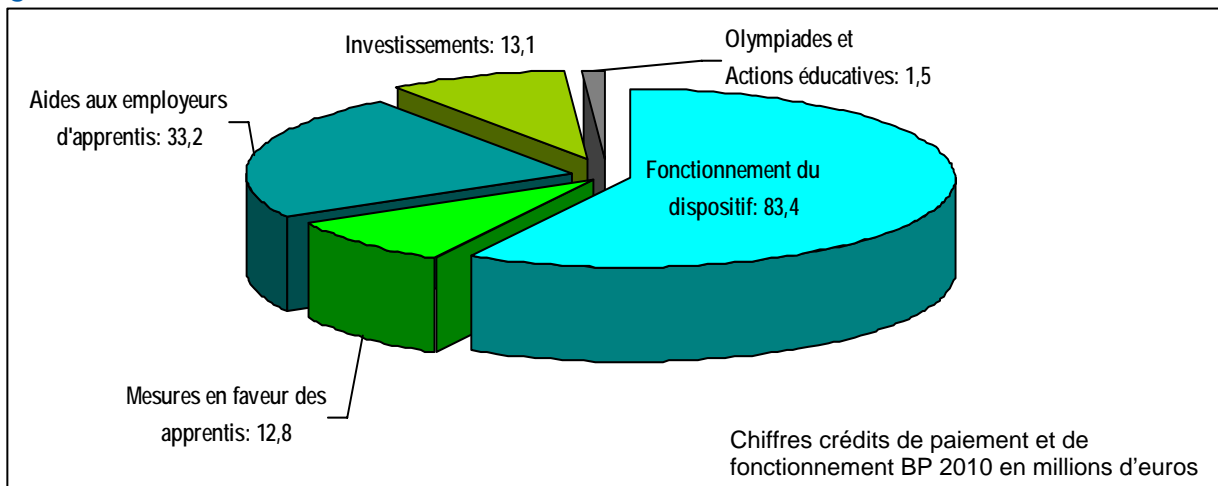 Investissements: 13,1
Olympiades et
Actions éducatives: 1,5
Aides aux employeurs
d'apprentis: 33,2
Fonctionnement du
dispositif: 83,4
Mesures en faveur des
apprentis: 12,8
Chiffres crédits de paiement et de
fonctionnement BP 2010 en millions d’euros